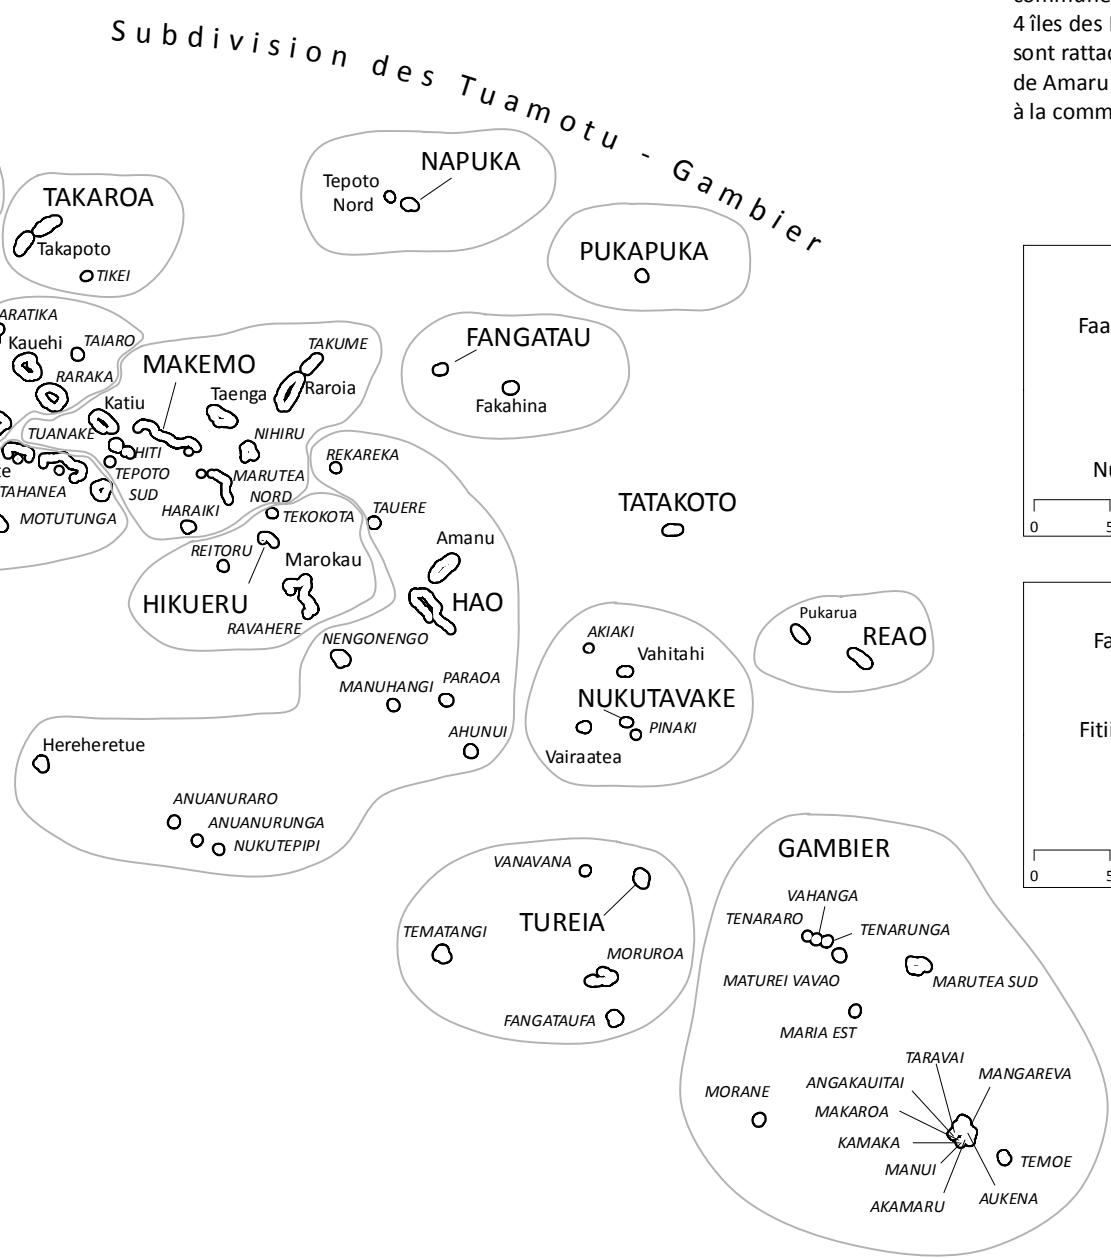 4 îles des
sont rattac
de Amaru
à la comm
Subdivision des Tuamotu - Gambier
NAPUKA
Tepoto
Nord
TAKAROA
Takapoto
TIKEI
PUKAPUKA
ARATIKA
Kauehi
TAIARO
RARAKA
FANGATAU
Fakahina
TAKUME
MAKEMO
Raroia
Taenga
Katiu
TUANAKE
HITI
NIHIRU
TEPOTO
SUD
MARUTEA
NORD
TAHANEA
MOTUTUNGA
HARAIKI
REKAREKA
TEKOKOTA
TAUERE
TATAKOTO
REITORU
Marokau
Amanu
HIKUERU
HAO
RAVAHERE
NENGONENGO
AKIAKI
Vahitahi
Pukarua
REAO
MANUHANGI
PARAOA
NUKUTAVAKE
PINAKI
AHUNUI
Vairaatea
Hereheretue
ANUANURARO
ANUANURUNGA
NUKUTEPIPI
VANAVANA
TUREIA
TEMATANGI
MORUROA
FANGATAUFA
GAMBIER
VAHANGA
TENARARO
TENARUNGA
MATUREI VAVAO
MARUTEA SUD
MARIA EST
TARAVAI
MANGAREVA
ANGAKAUITAI
MORANE
MAKAROA
KAMAKA
MANUI
TEMOE
AKAMARU
AUKENA
Faa
Nu
0
5
Fa
Fitii
0
5